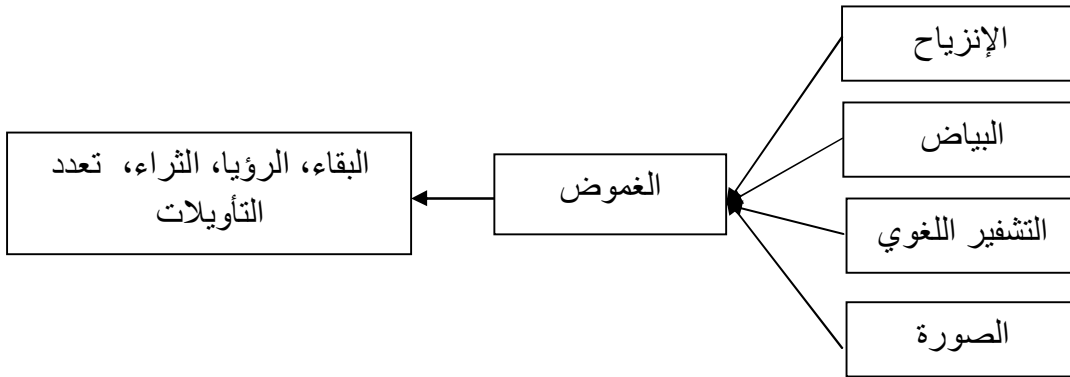 الإنزياح
البياض
التشفير اللغوي
الصورة
الغموض
البقاء، الرؤيا، الثراء، تعدد
التأويلات